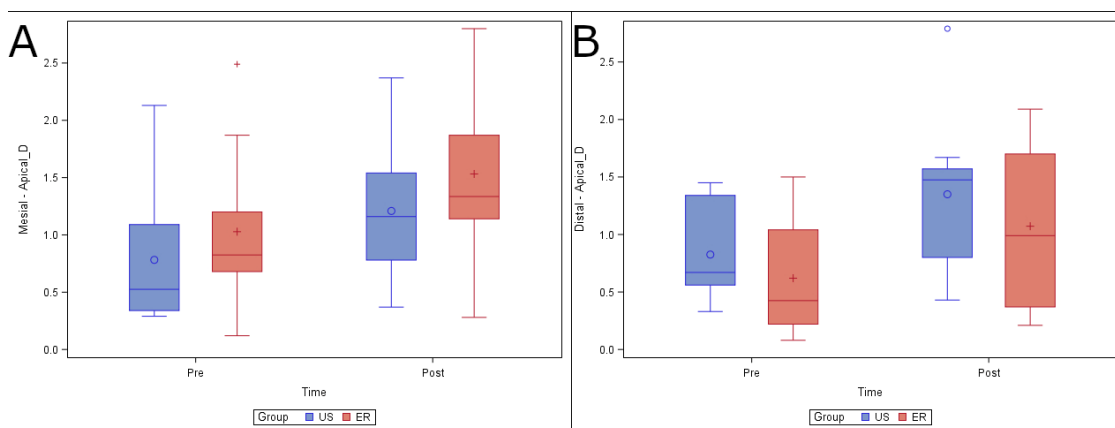 A
Mesial - Apical_D
2.5
2.0
1.5
1.0
0.5
0.0
Pre
Post
Time
Group US ER
B
Distal - Apical_D
2.5
2.0
1.5
1.0
0.5
0.0
Pre
Post
Time
Group US ER